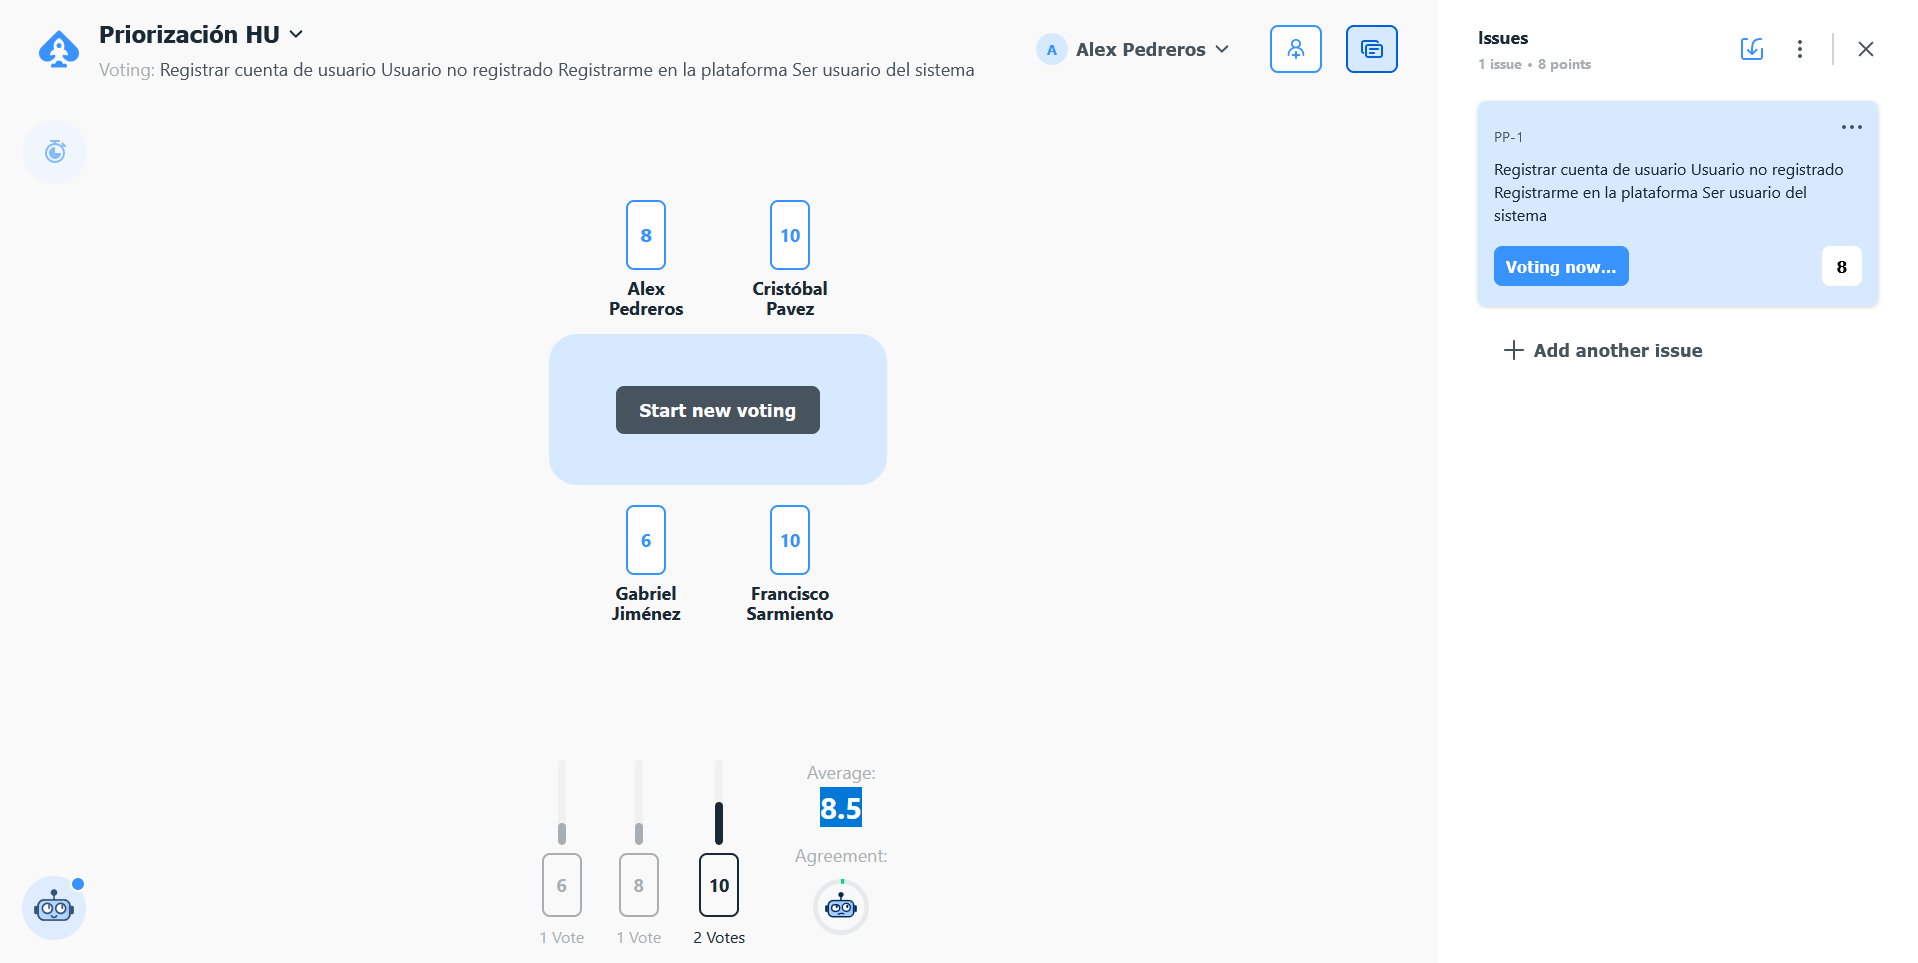 Priorización HU
Voting: Registrar cuenta de usuario Usuario no registrado Registrarme en la plataforma Ser usuario del sistema
A Alex Pedreros
Issues
1 issue • 8 points
PP-1
Registrar cuenta de usuario Usuario no registrado
Registrarme en la plataforma Ser usuario del
sistema
Voting now...
8
Add another issue
8
10
Alex
Pedreros
Cristóbal
Pavez
Start new voting
6
10
Gabriel
Jiménez
Francisco
Sarmiento
Average:
8.5
Agreement:
6
8
10
1 Vote
1 Vote
2 Votes